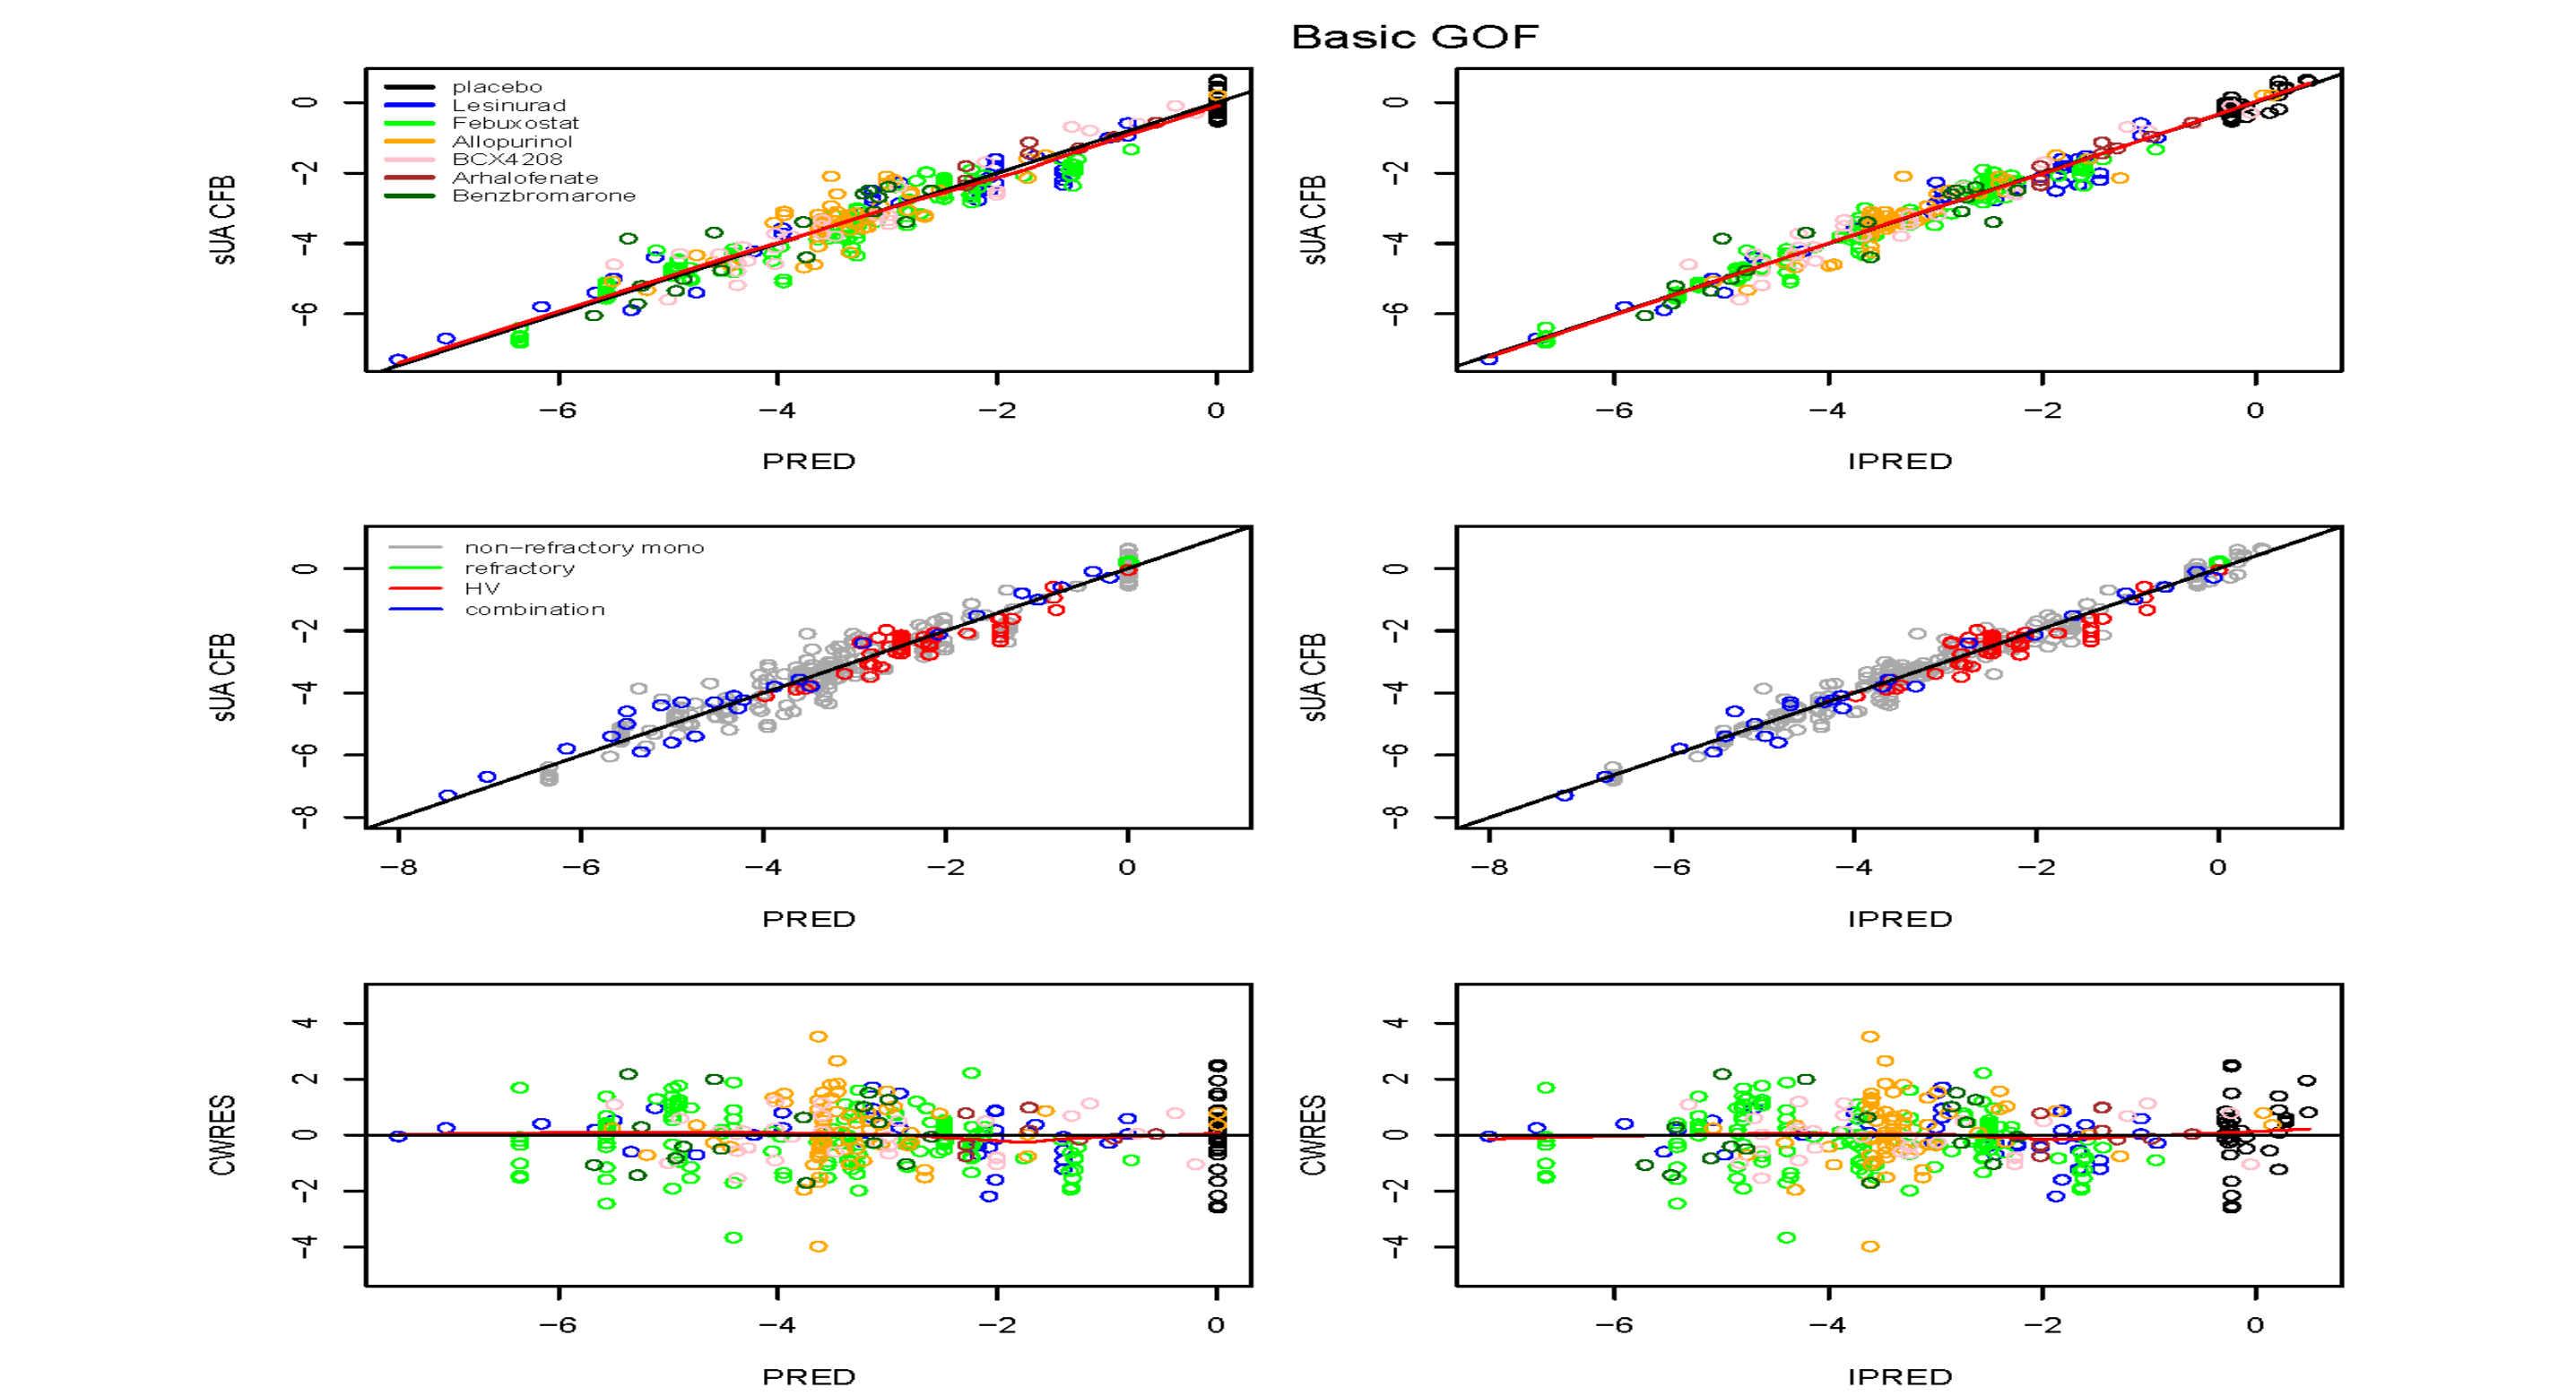 Basic GOF
sUA CFB
0
−2
−4
−6
placebo
Lesinurad
Febuxostat
Allopurinol
BCX4208
Arhalofenate
Benzbromarone
−6 −4 −2 0
PRED
sUA CFB
0
−2
−4
−6
−6 −4 −2 0
IPRED
sUA CFB
0
−2
−4
−6
−8
non−refractory mono
refractory
HV
combination
−8 −6 −4 −2 0
PRED
sUA CFB
0
−2
−4
−6
−8
−8 −6 −4 −2 0
IPRED
CWRES
4
2
0
−2
−4
−6 −4 −2 0
PRED
CWRES
4
2
0
−2
−4
−6 −4 −2 0
IPRED